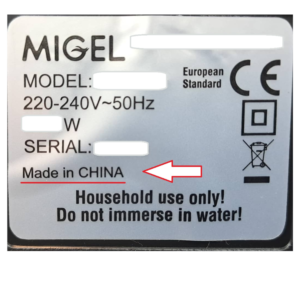 MIGEL
MODEL:
European
Standard
CE
220-240V~50Hz
W
SERIAL:
Made in CHINA
Household use only!
Do not immerse in water!